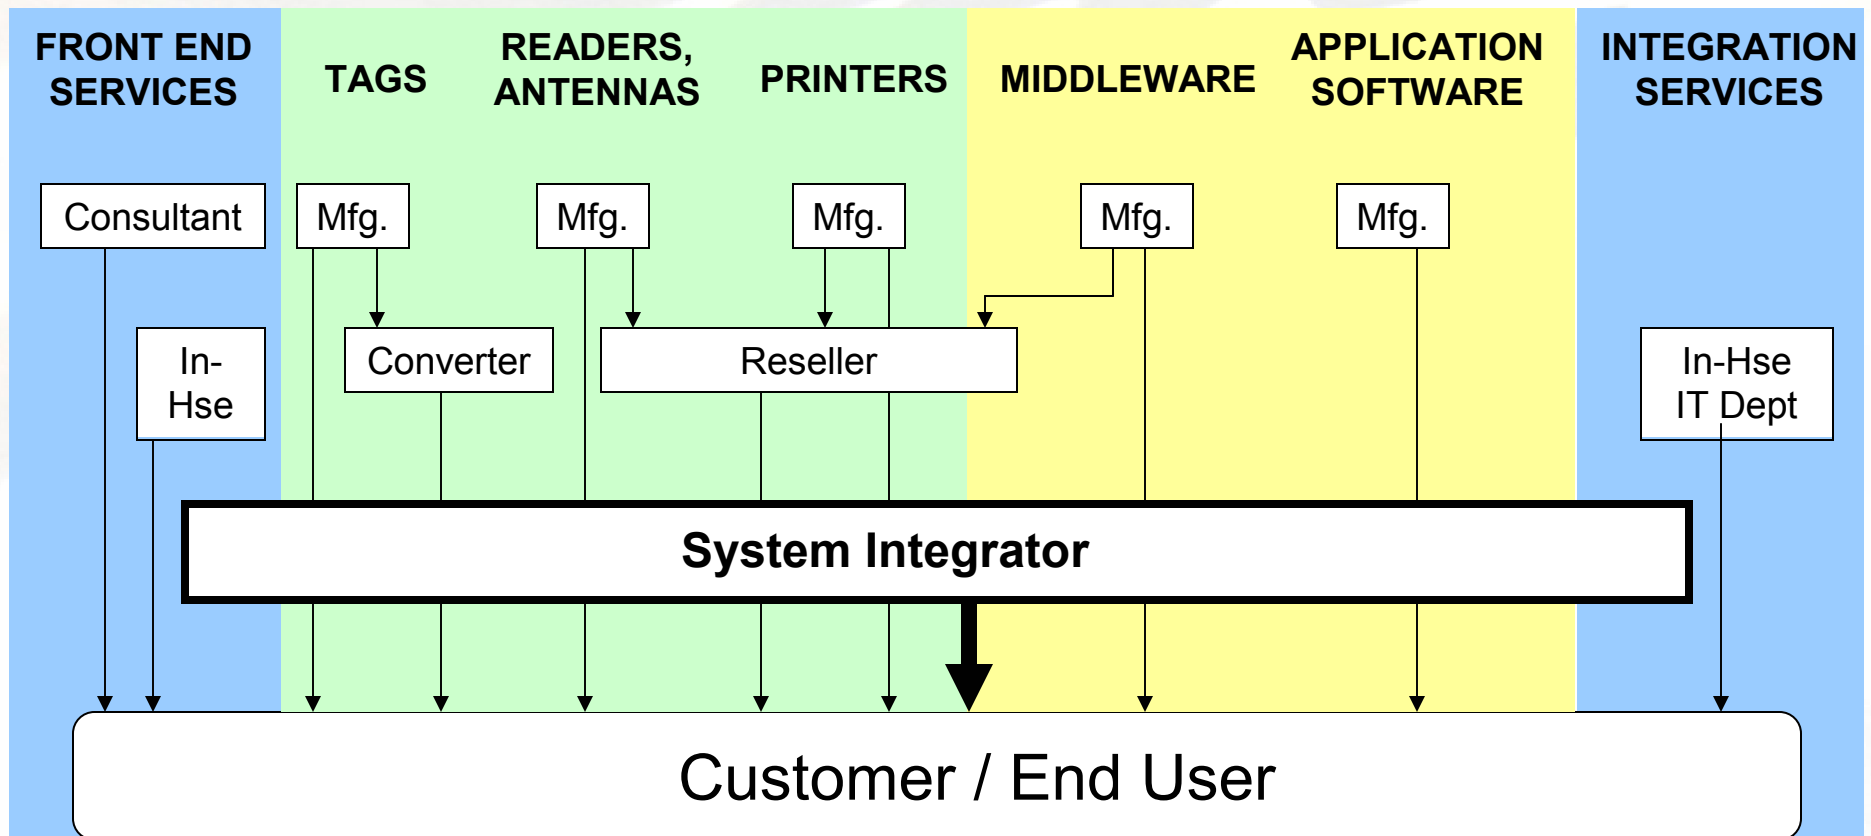 FRONT END
SERVICES
TAGS
READERS,
ANTENNAS
PRINTERS
MIDDLEWARE
APPLICATION
SOFTWARE
INTEGRATION
SERVICES
Consultant
Mfg.
Mfg.
Mfg.
Mfg.
Mfg.
In-
Hse
Converter
Reseller
In-Hse
IT Dept
System Integrator
Customer / End User